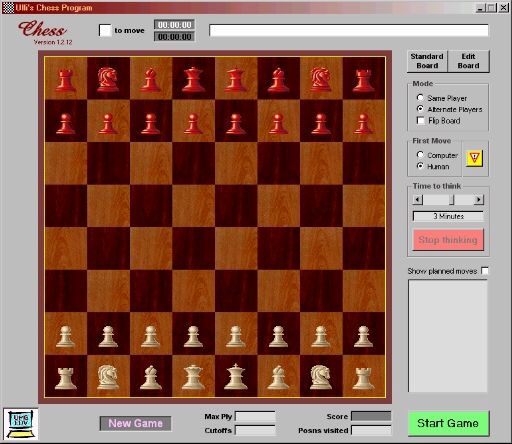 Ulli's Chess Program
Chess
Version 1.2.12
to move
00:00:00
00:00:00
Standard Board
Edit Board
Mode
Same Player
Alternate Players
Flip Board
First Move
Computer
Human
Time to think
3 Minutes
Stop thinking
Show planned moves
New Game
Max Ply
Cutoffs
Score
Posns visited
Start Game